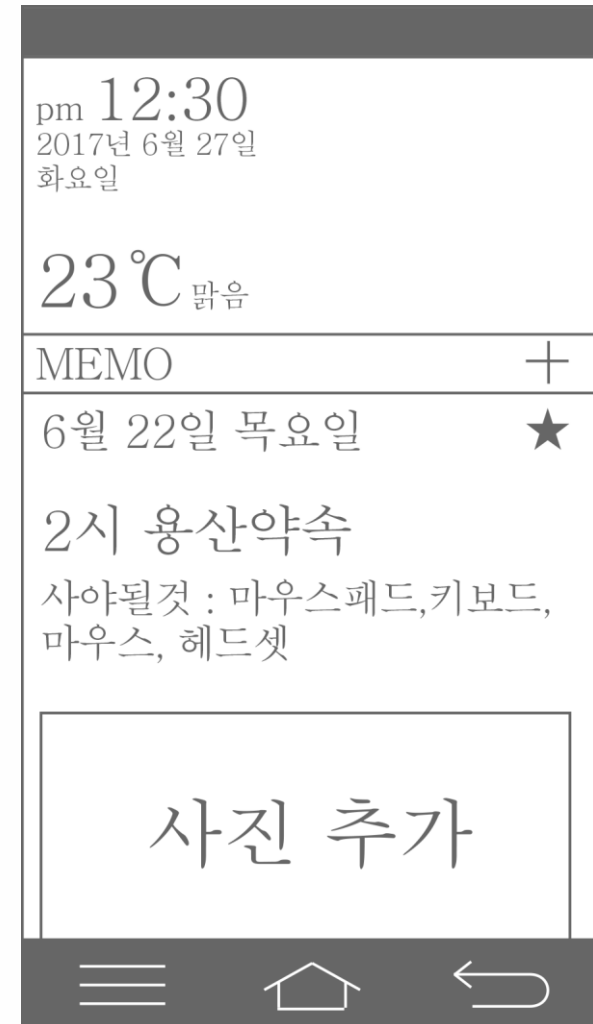 pm 12:30
2017년 6월 27일
화요일
23℃ 맑음
MEMO
6월 22일 목요일
2시 용산약속
사야될것 : 마우스패드,키보드,
마우스, 헤드셋
사진 추가